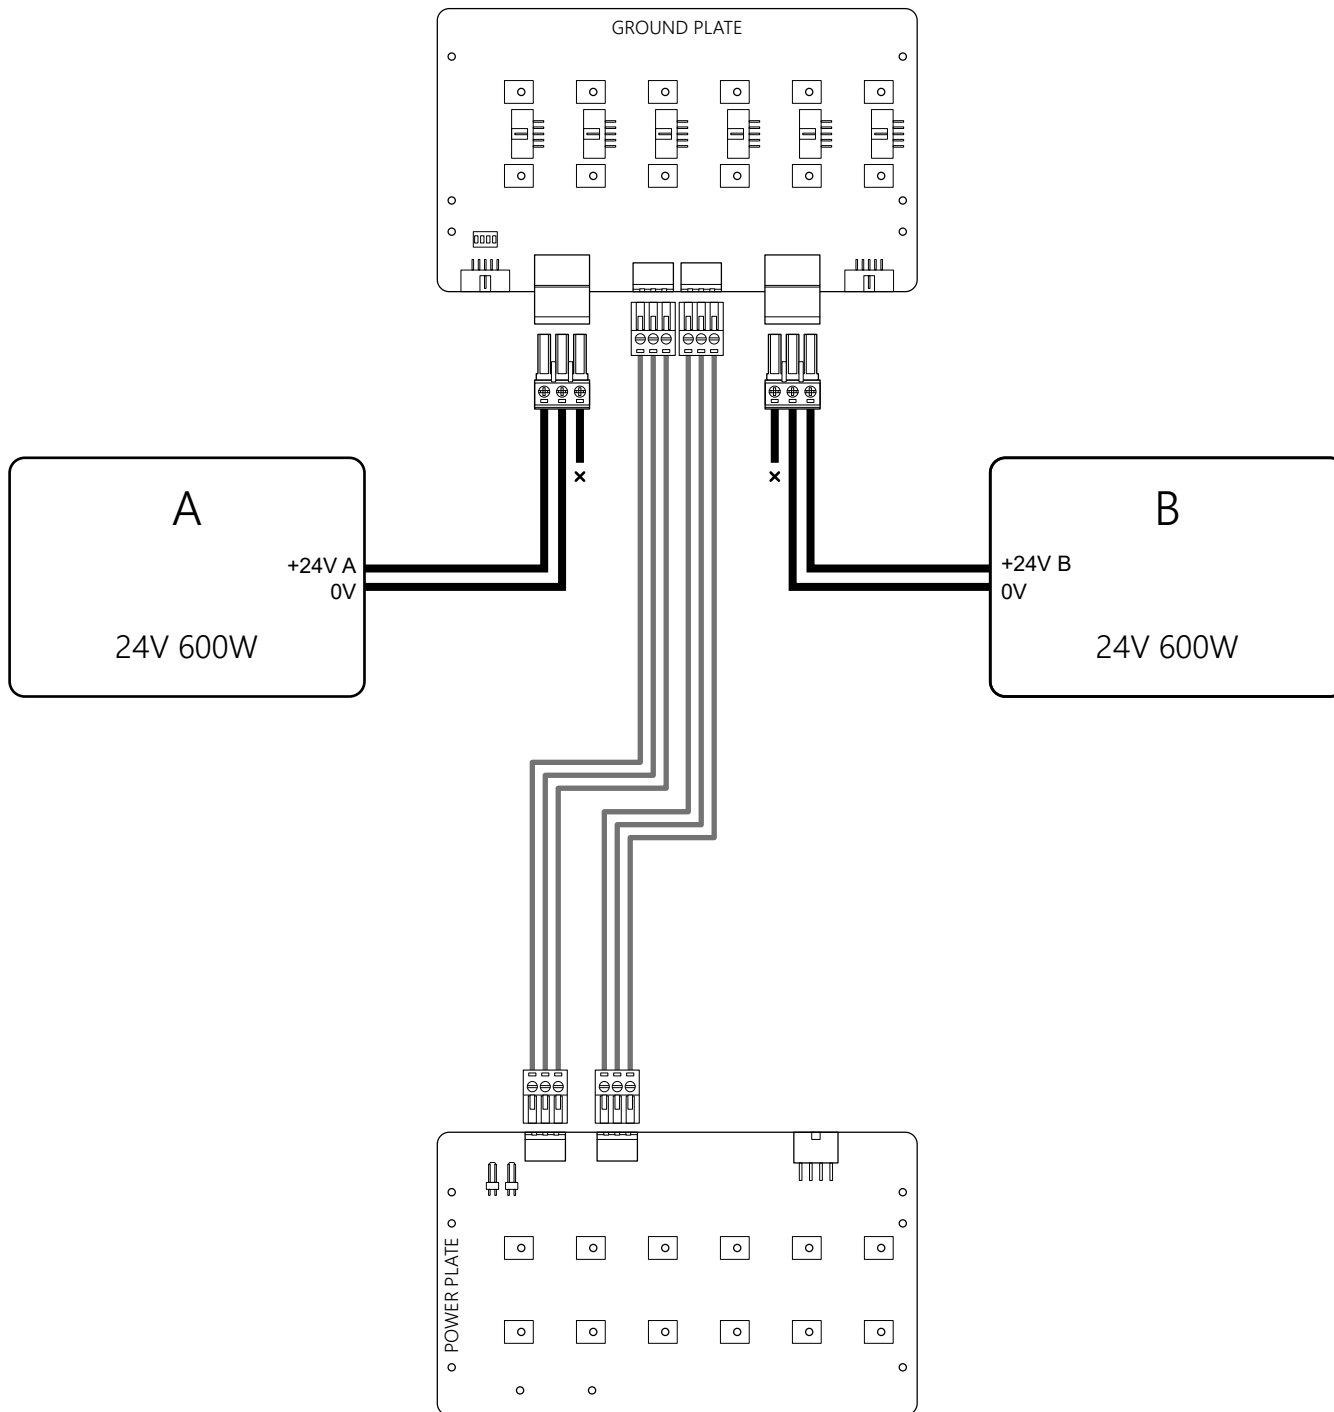 GROUND PLATE
A
+24V A
0V
24V 600W
B
+24V B
0V
24V 600W
POWER PLATE